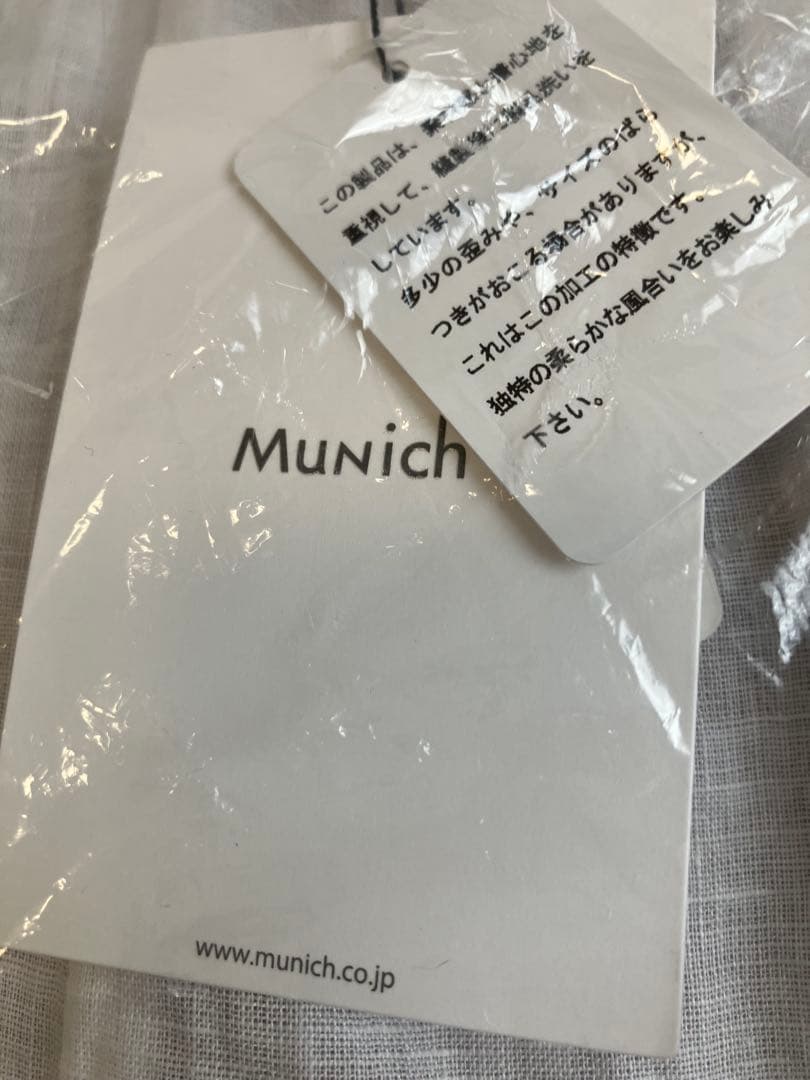 この製品は、着心地を
重視して、縫製後に洗いを
しています。
多少の歪みや、サイズのばら
つきがおこる場合がありますが、
これはこの加工の特徴です。
独特の柔らかな風合いをお楽しみ
下さい。
MuNich
www.munich.co.jp